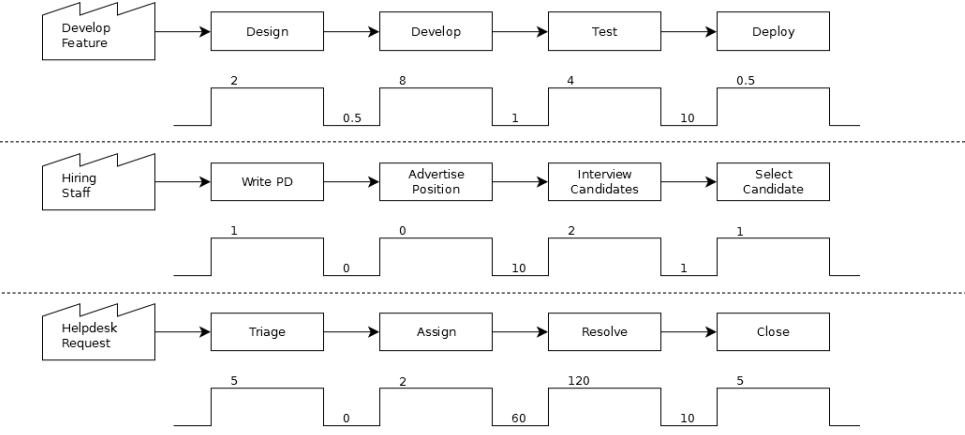 Develop
Feature
Design
Develop
Test
Deploy
2
8
4
0.5
0.5
1
10
Hiring
Staff
Write PD
Advertise
Position
Interview
Candidates
Select
Candidate
1
0
2
1
0
10
1
Helpdesk
Request
Triage
Assign
Resolve
Close
5
2
120
5
0
60
10